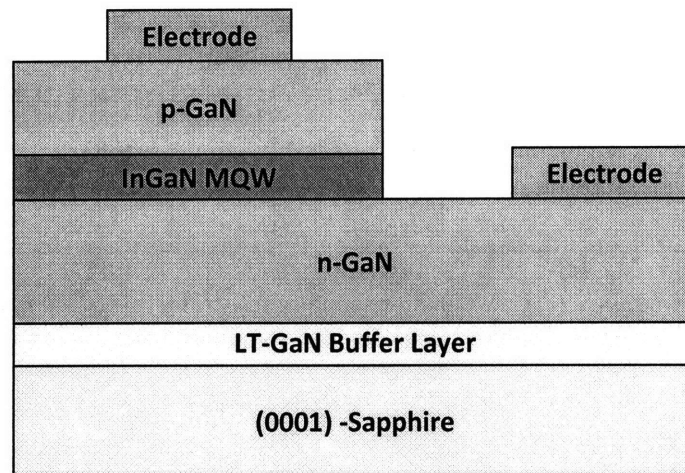 Electrode
p-GaN
InGaN MQW
Electrode
n-GaN
LT-GaN Buffer Layer
(0001) -Sapphire